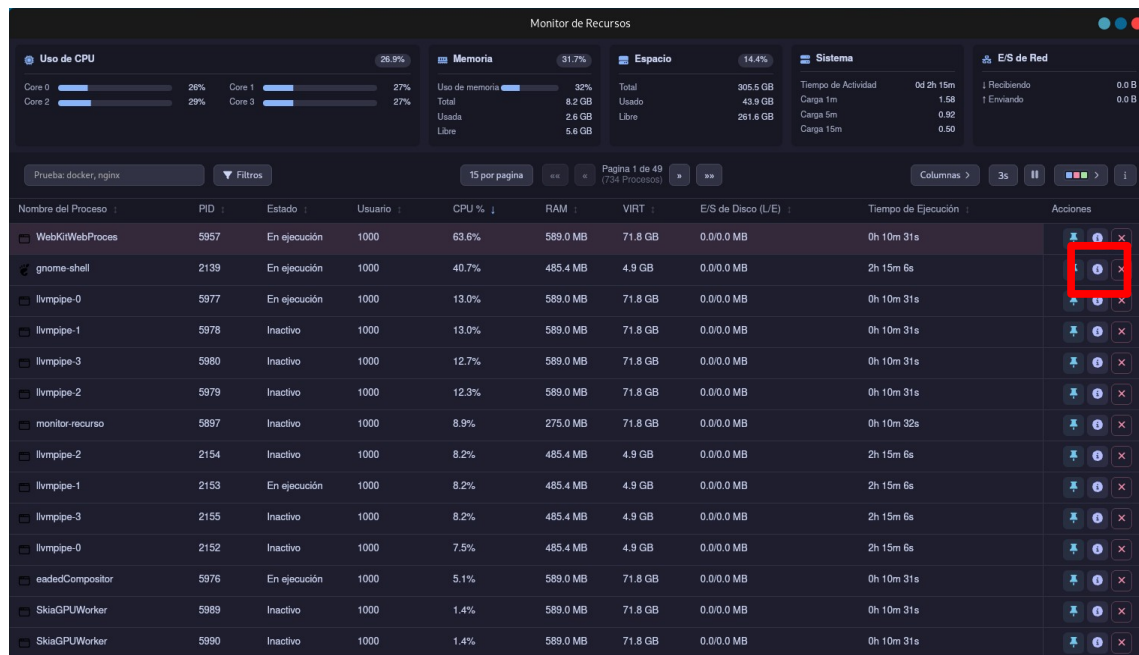 Monitor de Recursos
Uso de CPU 26.9%
Core 0 26% Core 1 27%
Core 2 29% Core 3 27%
Memoria 31.7%
Uso de memoria 32%
Total 8.2 GB
Usada 2.6 GB
Libre 5.6 GB
Espacio 14.4%
Total 305.5 GB
Usado 43.9 GB
Libre 261.6 GB
Sistema
Tiempo de Actividad 0d 2h 15m
Carga 1m 1.58
Carga 5m 0.92
Carga 15m 0.50
E/S de Red
↓ Recibiendo 0.0 B
↑ Enviando 0.0 B
Prueba: docker, nginx Filtros 15 por pagina «« « Pagina 1 de 49 » »» Columnas > 3s > i
(734 Procesos)
Nombre del Proceso PID Estado Usuario CPU % ↓ RAM VIRT E/S de Disco (L/E) Tiempo de Ejecución Acciones
WebKitWebProces 5957 En ejecución 1000 63.6% 589.0 MB 71.8 GB 0.0/0.0 MB 0h 10m 31s
gnome-shell 2139 En ejecución 1000 40.7% 485.4 MB 4.9 GB 0.0/0.0 MB 2h 15m 6s
llvmpipe-0 5977 En ejecución 1000 13.0% 589.0 MB 71.8 GB 0.0/0.0 MB 0h 10m 31s
llvmpipe-1 5978 Inactivo 1000 13.0% 589.0 MB 71.8 GB 0.0/0.0 MB 0h 10m 31s
llvmpipe-3 5980 Inactivo 1000 12.7% 589.0 MB 71.8 GB 0.0/0.0 MB 0h 10m 31s
llvmpipe-2 5979 Inactivo 1000 12.3% 589.0 MB 71.8 GB 0.0/0.0 MB 0h 10m 31s
monitor-recurso 5897 Inactivo 1000 8.9% 275.0 MB 71.8 GB 0.0/0.0 MB 0h 10m 32s
llvmpipe-2 2154 Inactivo 1000 8.2% 485.4 MB 4.9 GB 0.0/0.0 MB 2h 15m 6s
llvmpipe-1 2153 En ejecución 1000 8.2% 485.4 MB 4.9 GB 0.0/0.0 MB 2h 15m 6s
llvmpipe-3 2155 Inactivo 1000 8.2% 485.4 MB 4.9 GB 0.0/0.0 MB 2h 15m 6s
llvmpipe-0 2152 Inactivo 1000 7.5% 485.4 MB 4.9 GB 0.0/0.0 MB 2h 15m 6s
eadedCompositor 5976 En ejecución 1000 5.1% 589.0 MB 71.8 GB 0.0/0.0 MB 0h 10m 31s
SkiaGPUWorker 5989 Inactivo 1000 1.4% 589.0 MB 71.8 GB 0.0/0.0 MB 0h 10m 31s
SkiaGPUWorker 5990 Inactivo 1000 1.4% 589.0 MB 71.8 GB 0.0/0.0 MB 0h 10m 31s